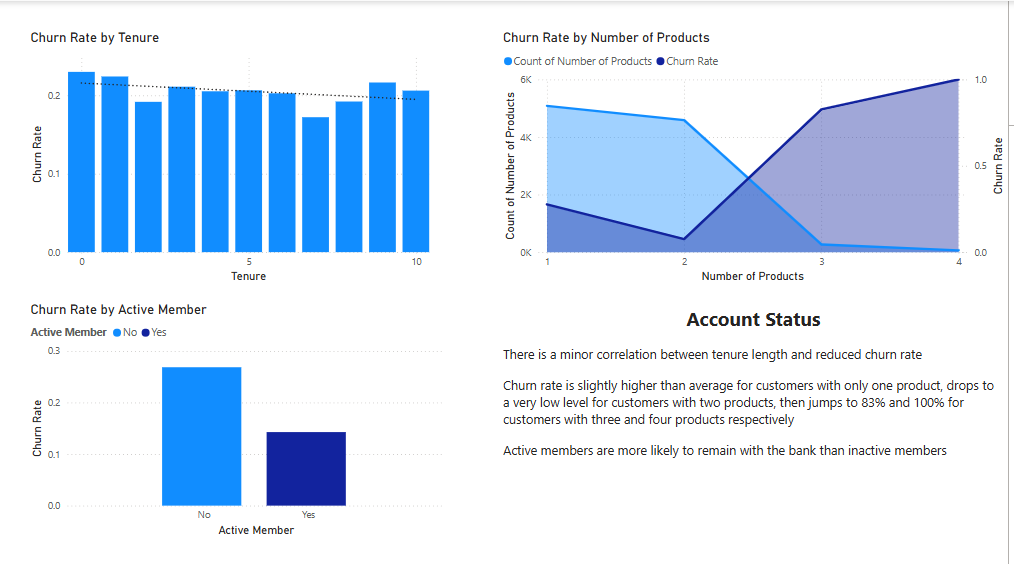 Churn Rate by Tenure
Churn Rate
0.2
0.1
0.0
0 5 10
Tenure
Churn Rate by Number of Products
Count of Number of Products Churn Rate
Count of Number of Products
6K
4K
2K
0K
1 2 3 4
Number of Products
1.0
0.5
0.0
Churn Rate
Churn Rate by Active Member
Active Member No Yes
Churn Rate
0.3
0.2
0.1
0.0
No Yes
Active Member
Account Status
There is a minor correlation between tenure length and reduced churn rate
Churn rate is slightly higher than average for customers with only one product, drops to
a very low level for customers with two products, then jumps to 83% and 100% for
customers with three and four products respectively
Active members are more likely to remain with the bank than inactive members